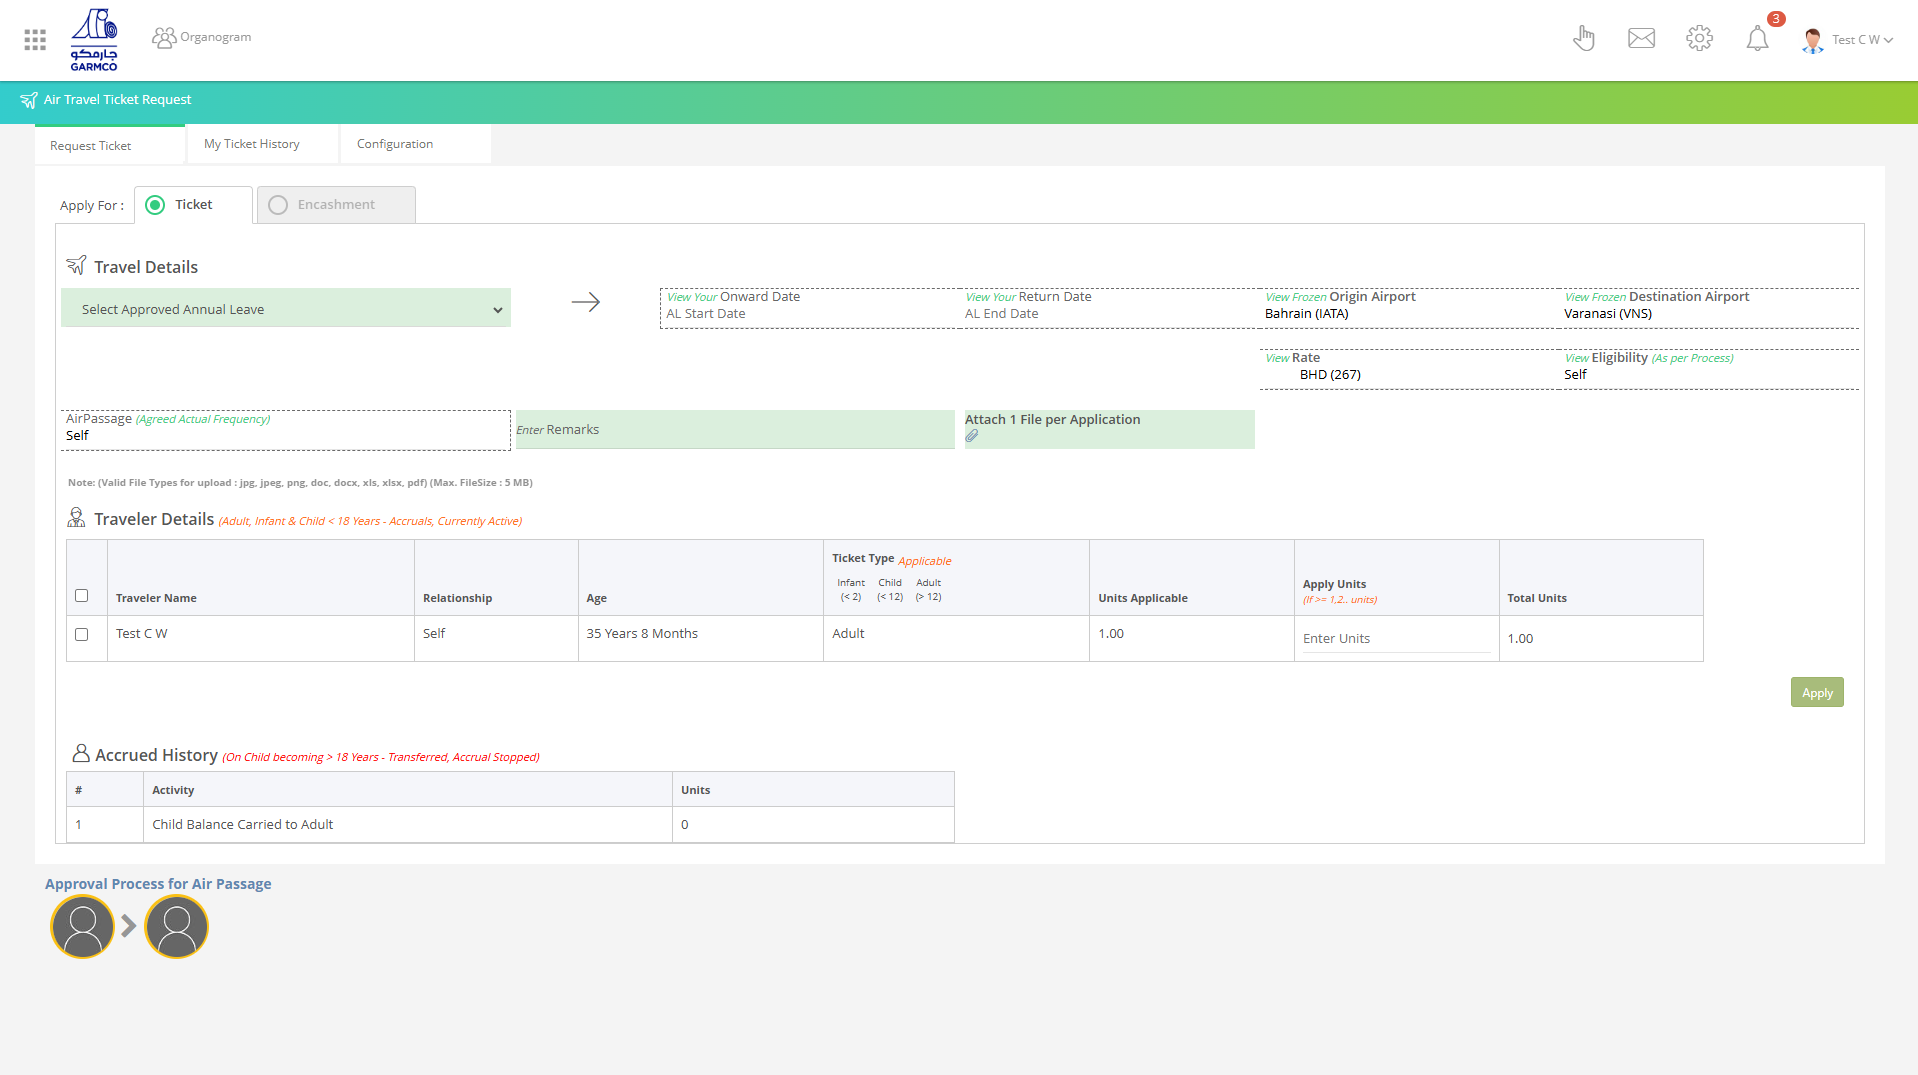 جارمكو
GARMCO
Organogram
3
Test C W
Air Travel Ticket Request
Request Ticket
My Ticket History
Configuration
Apply For :
Ticket
Encashment
Travel Details
Select Approved Annual Leave
View Your Onward Date
AL Start Date
View Your Return Date
AL End Date
View Frozen Origin Airport
Bahrain (IATA)
View Frozen Destination Airport
Varanasi (VNS)
View Rate
BHD (267)
View Eligibility (As per Process)
Self
AirPassage (Agreed Actual Frequency)
Self
Enter Remarks
Attach 1 File per Application
Note: (Valid File Types for upload : jpg, jpeg, png, doc, docx, xls, xlsx, pdf) (Max. FileSize : 5 MB)
Traveler Details (Adult, Infant & Child < 18 Years - Accruals, Currently Active)
Traveler Name
Relationship
Age
Ticket Type Applicable
Infant Child Adult
(< 2) (< 12) (> 12)
Units Applicable
Apply Units
(If >= 1,2.. units)
Total Units
Test C W
Self
35 Years 8 Months
Adult
1.00
Enter Units
1.00
Apply
Accrued History (On Child becoming > 18 Years - Transferred, Accrual Stopped)
# Activity Units
1 Child Balance Carried to Adult 0
Approval Process for Air Passage